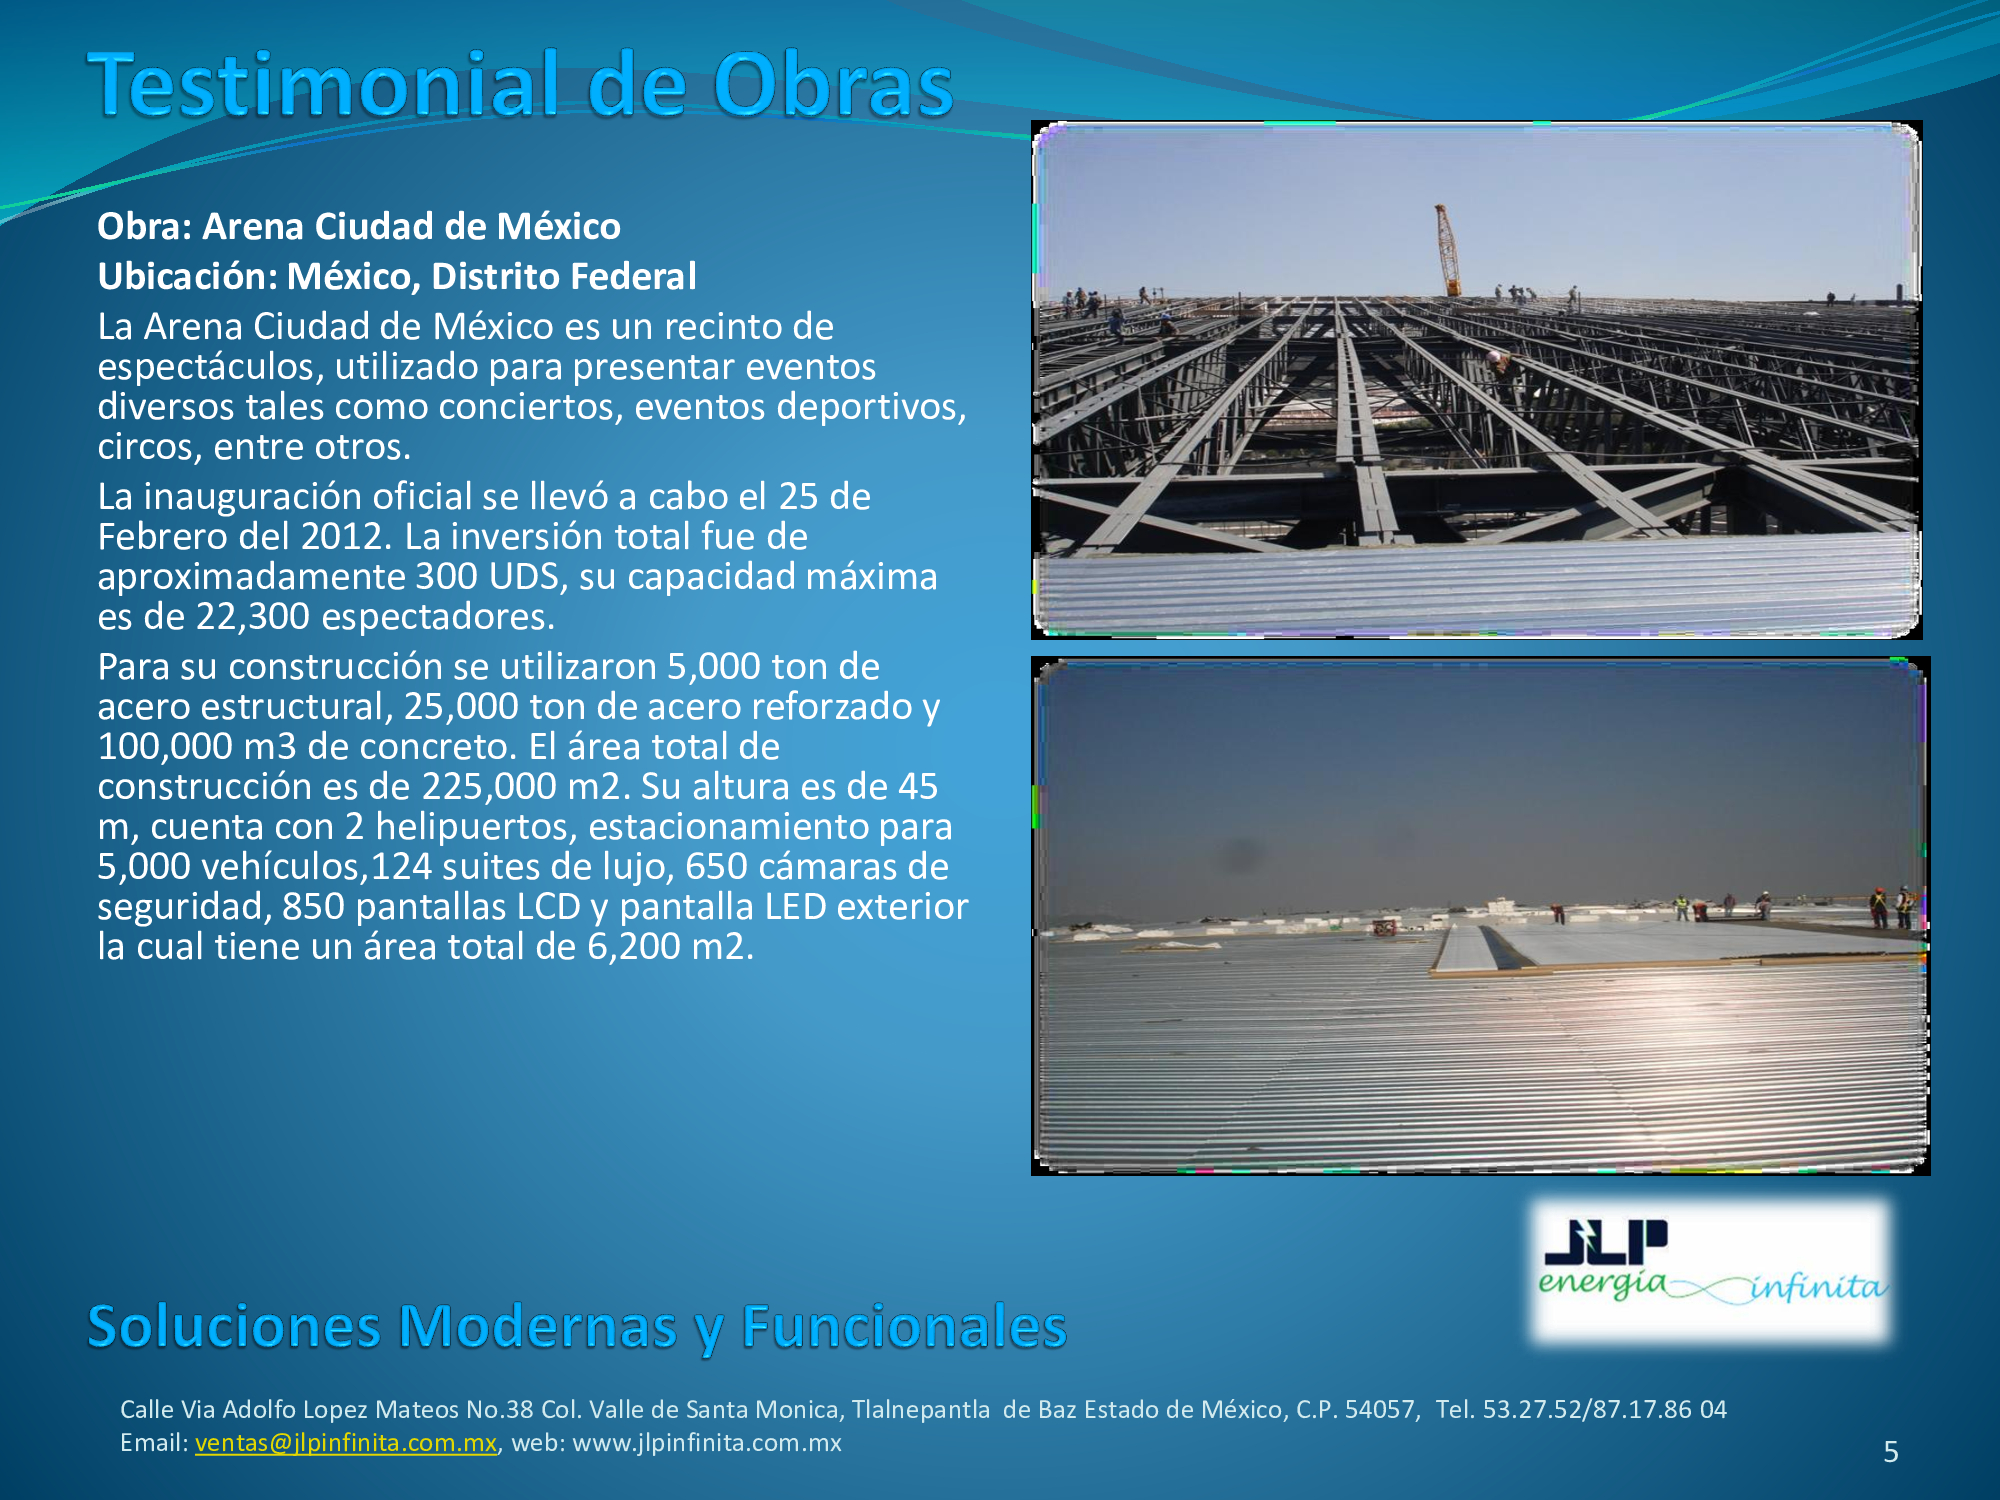 Testimonial de Obras
Obra: Arena Ciudad de México
Ubicación: México, Distrito Federal
La Arena Ciudad de México es un recinto de
espectáculos, utilizado para presentar eventos
diversos tales como conciertos, eventos deportivos,
circos, entre otros.
La inauguración oficial se llevó a cabo el 25 de
Febrero del 2012. La inversión total fue de
aproximadamente 300 UDS, su capacidad máxima
es de 22,300 espectadores.
Para su construcción se utilizaron 5,000 ton de
acero estructural, 25,000 ton de acero reforzado y
100,000 m3 de concreto. El área total de
construcción es de 225,000 m2. Su altura es de 45
m, cuenta con 2 helipuertos, estacionamiento para
5,000 vehículos,124 suites de lujo, 650 cámaras de
seguridad, 850 pantallas LCD y pantalla LED exterior
la cual tiene un área total de 6,200 m2.
JLP
energía infinita
Soluciones Modernas y Funcionales
Calle Via Adolfo Lopez Mateos No.38 Col. Valle de Santa Monica, Tlalnepantla de Baz Estado de México, C.P. 54057, Tel. 53.27.52/87.17.86 04
Email: ventas@jlpinfinita.com.mx, web: www.jlpinfinita.com.mx
5